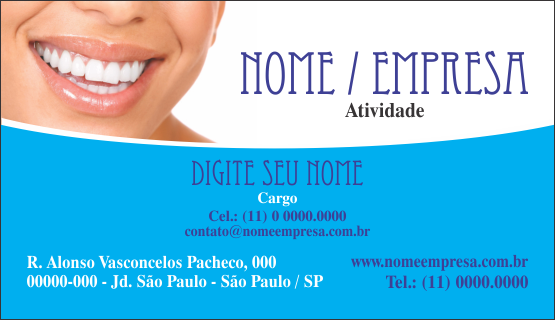 NOME / EMPRESA
Atividade
DIGITE SEU NOME
Cargo
Cel.: (11) 0 0000.0000
contato@nomeempresa.com.br
R. Alonso Vasconcelos Pacheco, 000
00000-000 - Jd. São Paulo - São Paulo / SP
www.nomeempresa.com.br
Tel.: (11) 0000.0000